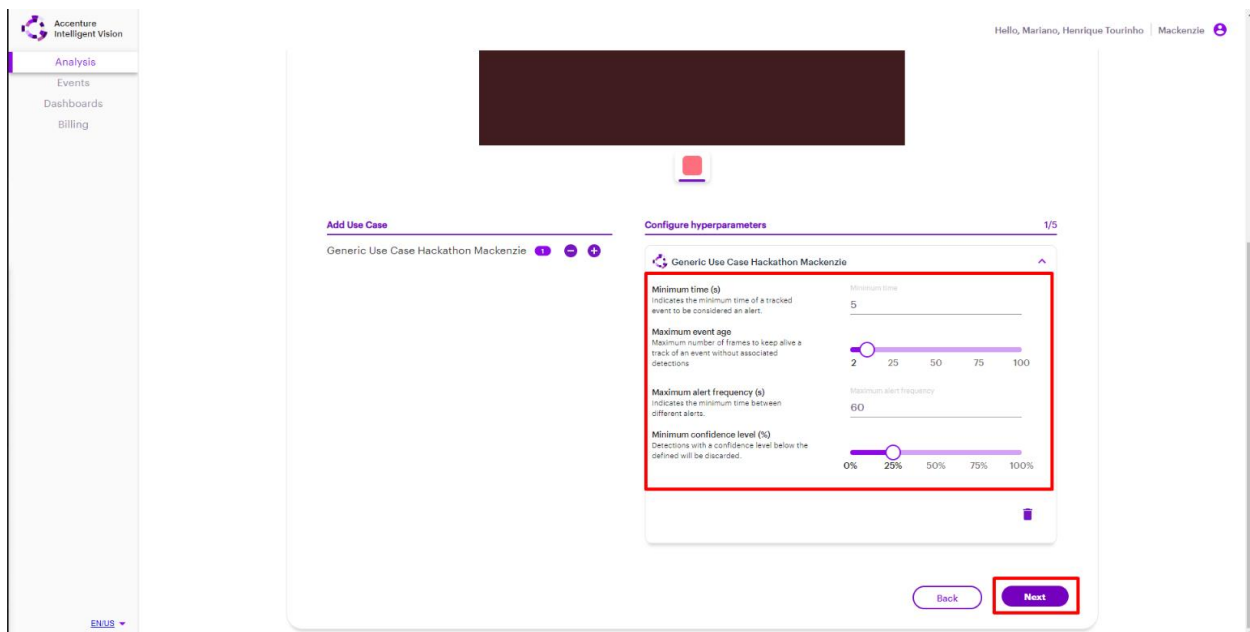 Accenture
Intelligent Vision
Hello, Mariano, Henrique Tourinho | Mackenzie
Analysis
Events
Dashboards
Billing
Add Use Case
Generic Use Case Hackathon Mackenzie 1
Configure hyperparameters 1/5
Generic Use Case Hackathon Mackenzie
Minimum time (s)
Indicates the minimum time of a tracked
event to be considered an alert.
Minimum time
5
Maximum event age
Maximum number of frames to keep alive a
track of an event without associated
detections
2 25 50 75 100
Maximum alert frequency (s)
Indicates the minimum time between
different alerts.
Maximum alert frequency
60
Minimum confidence level (%)
Detections with a confidence level below the
defined will be discarded.
0% 25% 50% 75% 100%
Back
Next
EN/US